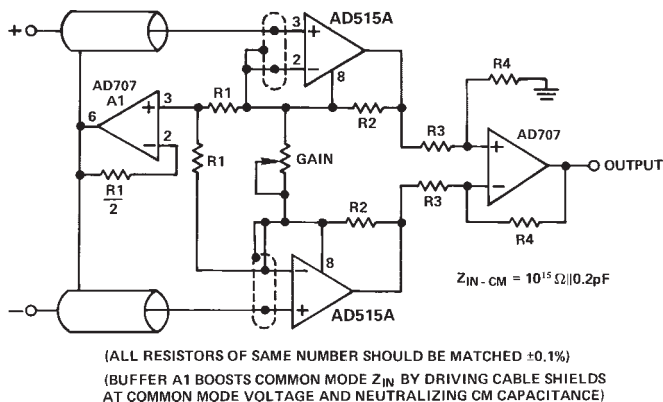 AD515A
+
3
+
2
−
8
AD707
A1
6
3
+
2
−
R1
R1
R1
2
GAIN
R2
R2
R3
R3
R4
AD707
+
−
OUTPUT
R4
8
−
+
AD515A
−
Z IN - CM = 10¹⁵ Ω||0.2pF
(ALL RESISTORS OF SAME NUMBER SHOULD BE MATCHED ±0.1%)
(BUFFER A1 BOOSTS COMMON MODE Z IN BY DRIVING CABLE SHIELDS
AT COMMON MODE VOLTAGE AND NEUTRALIZING CM CAPACITANCE)